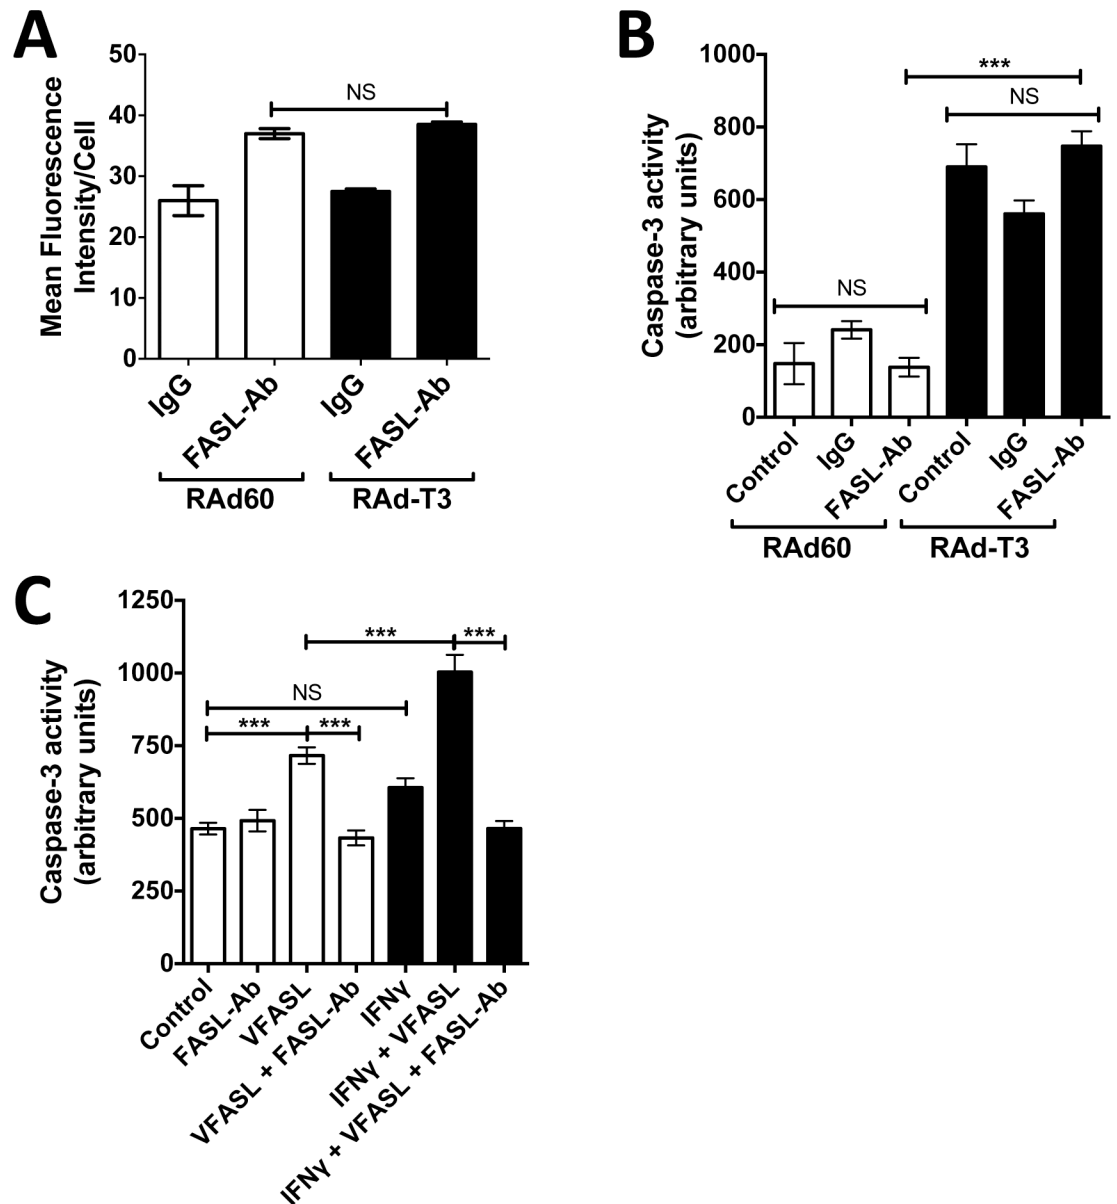 A
50
40
30
20
10
0
Mean Fluorescence
Intensity/Cell
NS
IgG
FASL-Ab
IgG
FASL-Ab
RAd60
RAd-T3
B
1000
800
600
400
200
0
Caspase-3 activity
(arbitrary units)
***
NS
NS
Control
IgG
FASL-Ab
Control
IgG
FASL-Ab
RAd60
RAd-T3
C
1250
1000
750
500
250
0
Caspase-3 activity
(arbitrary units)
*** ***
NS
*** ***
Control
FASL-Ab
VFASL
VFASL + FASL-Ab
IFNγ
IFNγ + VFASL
IFNγ + VFASL + FASL-Ab